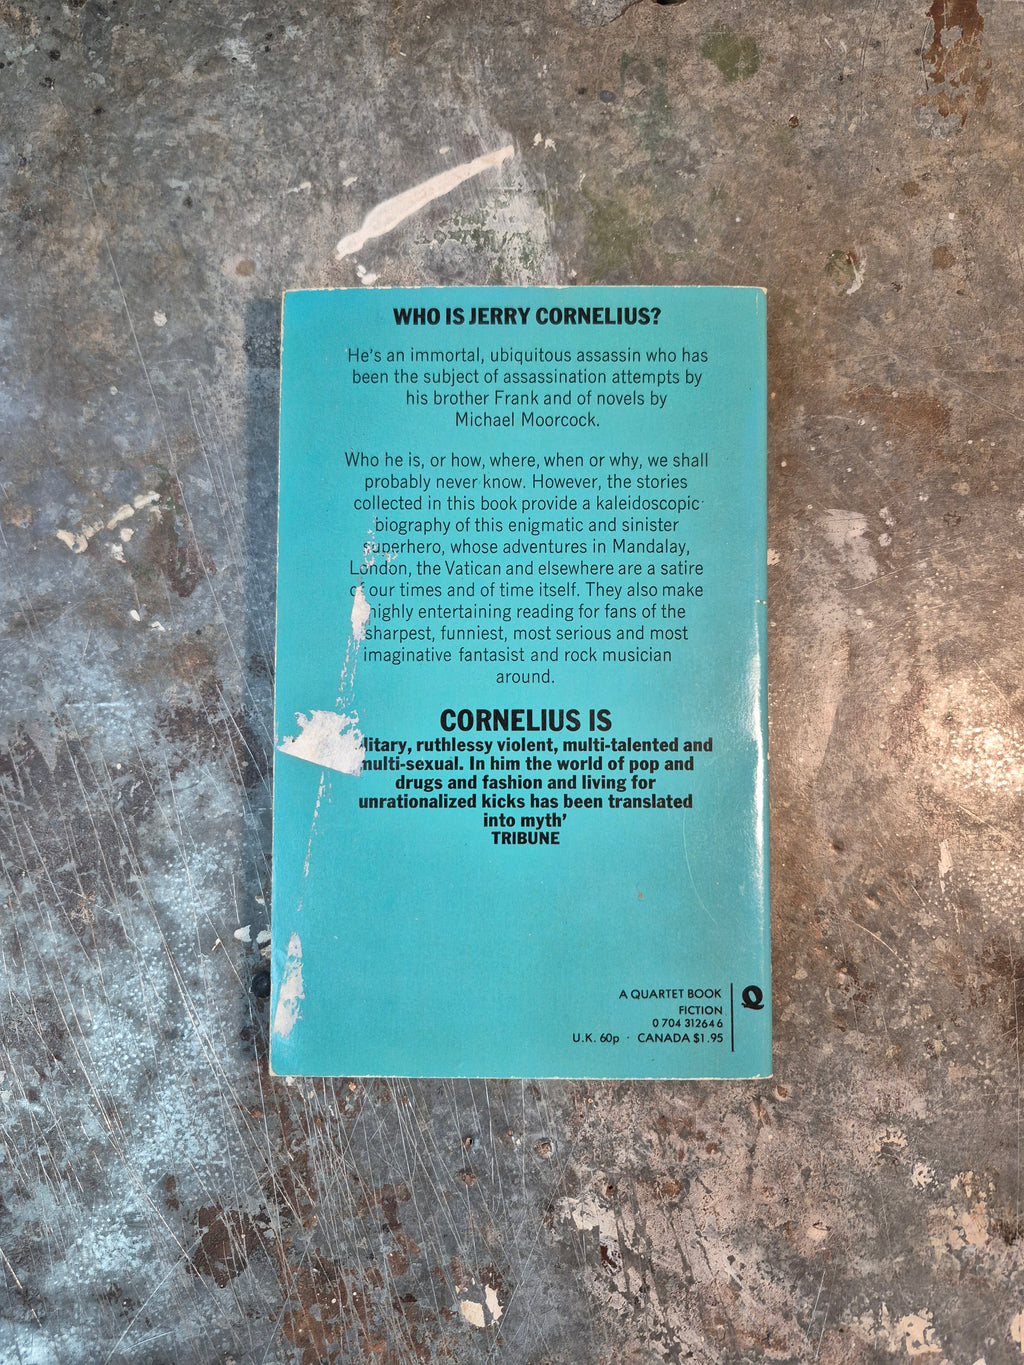 WHO IS JERRY CORNELIUS?
He's an immortal, ubiquitous assassin who has
been the subject of assassination attempts by
his brother Frank and of novels by
Michael Moorcock.
Who he is, or how, where, when or why, we shall
probably never know. However, the stories
collected in this book provide a kaleidoscopic
biography of this enigmatic and sinister
superhero, whose adventures in Mandalay,
London, the Vatican and elsewhere are a satire
of our times and of time itself. They also make
highly entertaining reading for fans of the
sharpest, funniest, most serious and most
imaginative fantasist and rock musician
around.
CORNELIUS IS
ruthlessy violent, multi-talented and
multi-sexual. In him the world of pop and
drugs and fashion and living for
unrationalized kicks has been translated
into myth'
TRIBUNE
A QUARTET BOOK
FICTION
0 704 31264 6
U.K. 60p · CANADA $1.95